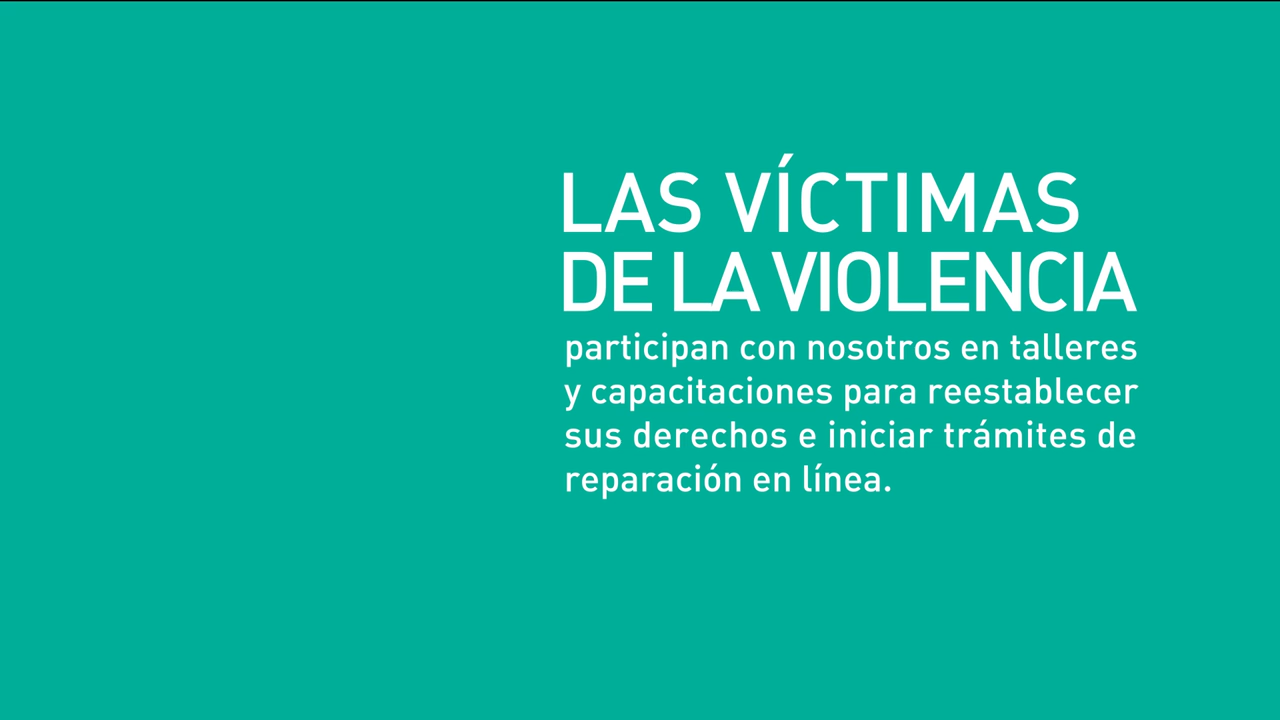 LAS VÍCTIMAS
DE LA VIOLENCIA
participan con nosotros en talleres
y capacitaciones para reestablecer
sus derechos e iniciar trámites de
reparación en línea.